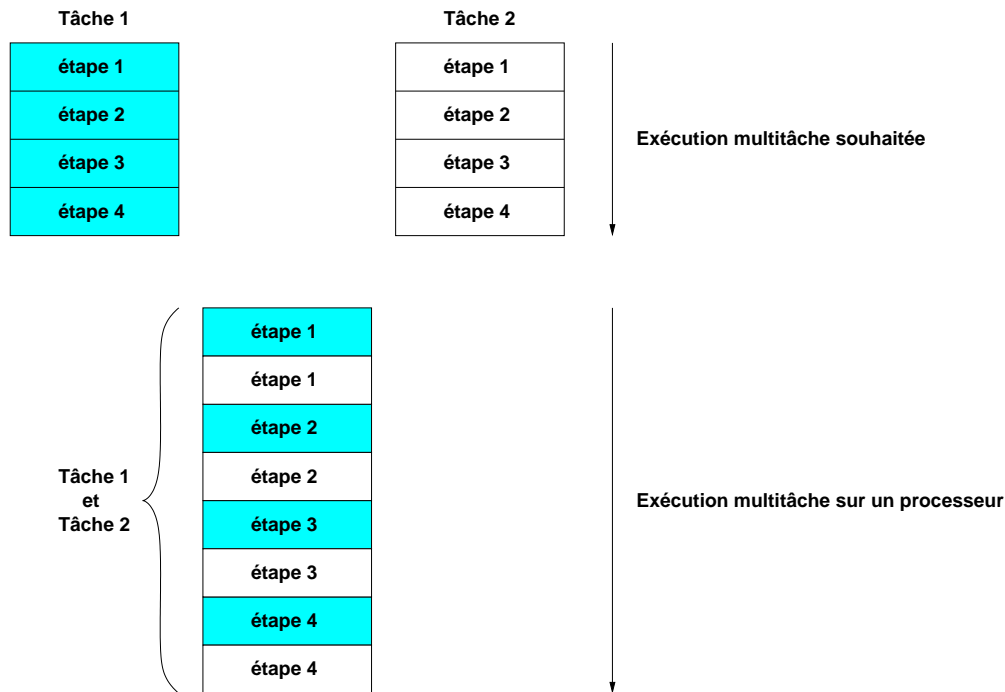 Tâche 1
Tâche 2
étape 1
étape 2
étape 3
étape 4
étape 1
étape 2
étape 3
étape 4
Exécution multitâche souhaitée
Tâche 1
et
Tâche 2
étape 1
étape 1
étape 2
étape 2
étape 3
étape 3
étape 4
étape 4
Exécution multitâche sur un processeur